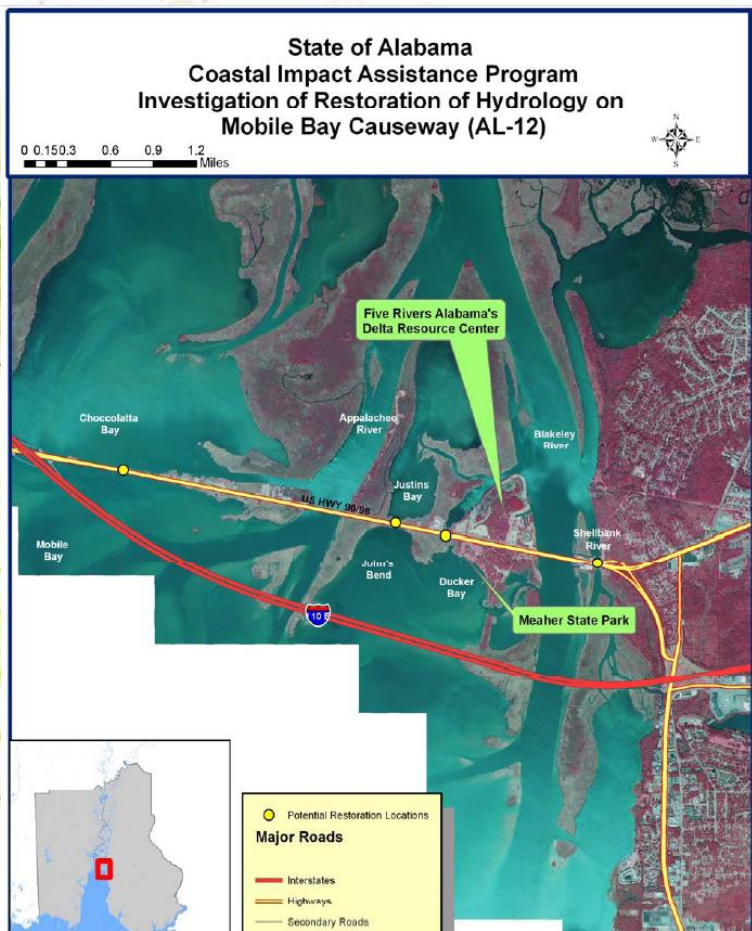 State of Alabama
Coastal Impact Assistance Program
Investigation of Restoration of Hydrology on
Mobile Bay Causeway (AL-12)
N
W E
S
0 0.150.3 0.6 0.9 1.2
Miles
Five Rivers Alabama's
Delta Resource Center
Choccolatta
Bay
Appalachee
River
Blakeley
River
Justins
Bay
US HWY 90/98
Shellbank
River
Mobile
Bay
John's
Bend
Ducker
Bay
Meaher State Park
10 E
Potential Restoration Locations
Major Roads
Interstates
Highways
Secondary Roads